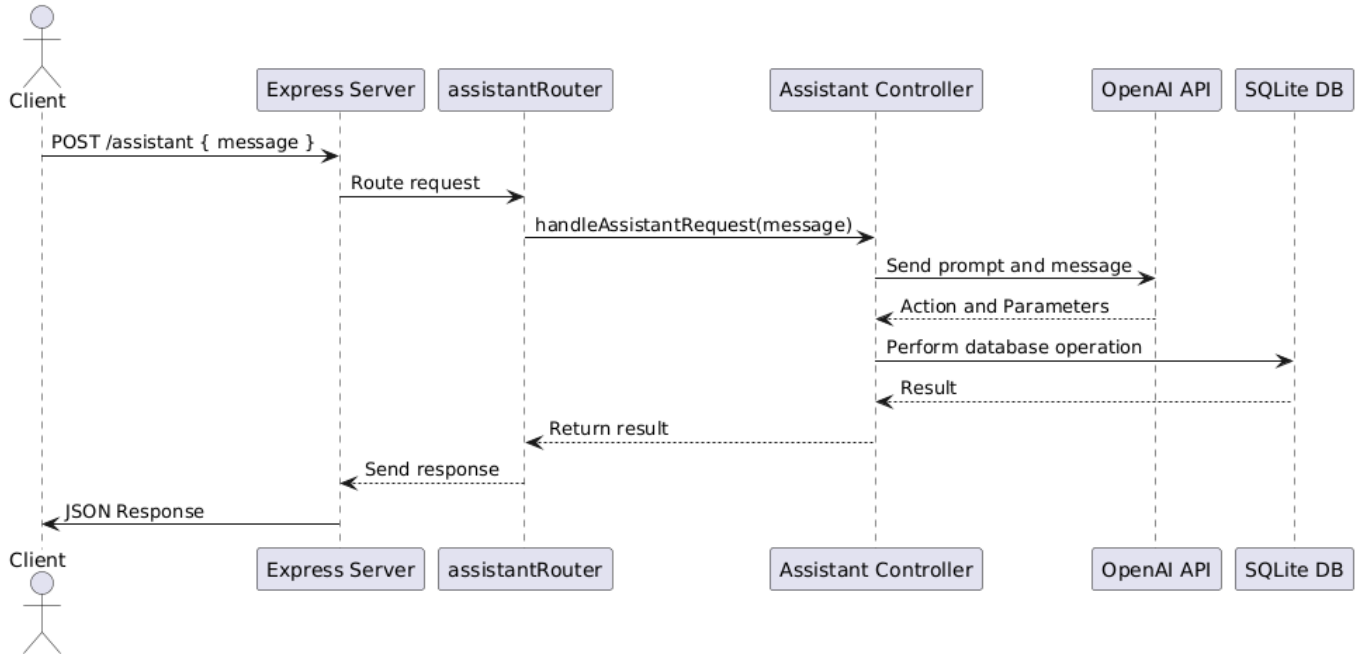 Client
Express Server
assistantRouter
Assistant Controller
OpenAI API
SQLite DB
POST /assistant { message }
Route request
handleAssistantRequest(message)
Send prompt and message
Action and Parameters
Perform database operation
Result
Return result
Send response
JSON Response
Client
Express Server
assistantRouter
Assistant Controller
OpenAI API
SQLite DB